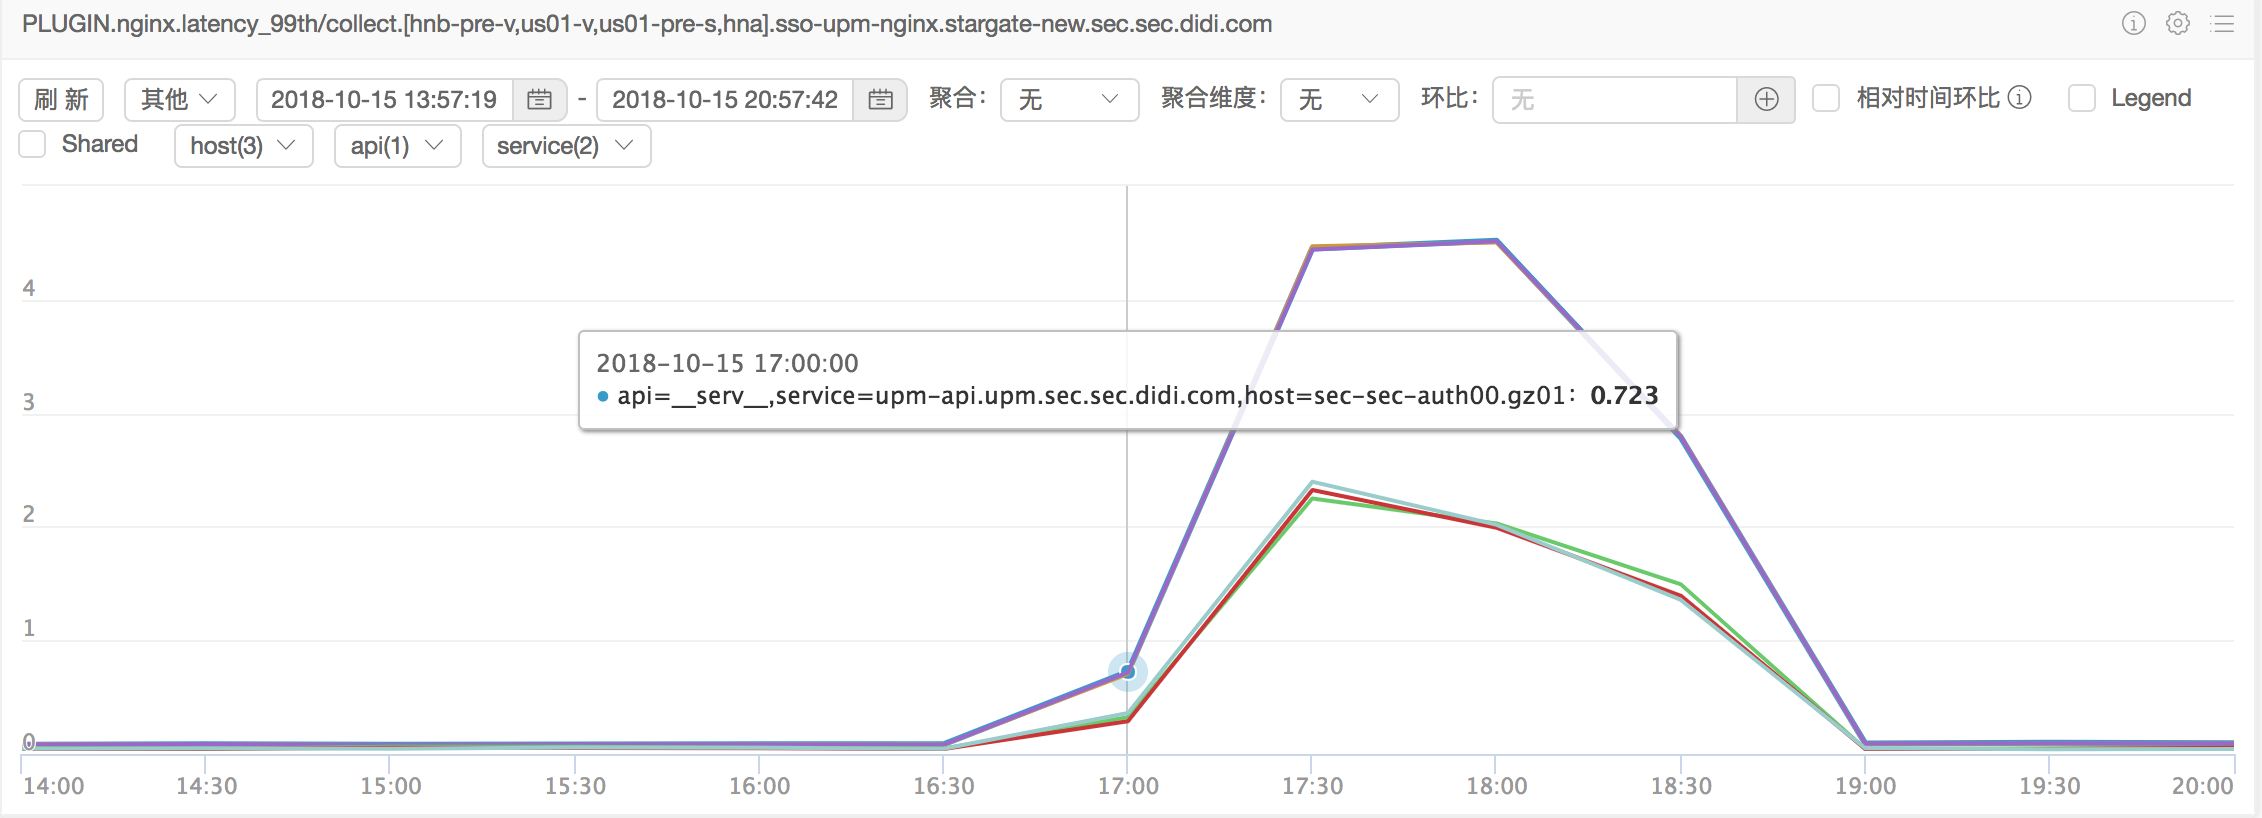 PLUGIN.nginx.latency_99th/collect.[hnb-pre-v,us01-v,us01-pre-s,hna].sso-upm-nginx.stargate-new.sec.sec.didi.com
刷 新 其他 2018-10-15 13:57:19 - 2018-10-15 20:57:42 聚合: 无 聚合维度: 无 环比: 无 相对时间环比 Legend
Shared host(3) api(1) service(2)
4
2018-10-15 17:00:00
api=__serv__,service=upm-api.upm.sec.sec.didi.com,host=sec-sec-auth00.gz01: 0.723
3
2
1
0
14:00 14:30 15:00 15:30 16:00 16:30 17:00 17:30 18:00 18:30 19:00 19:30 20:00